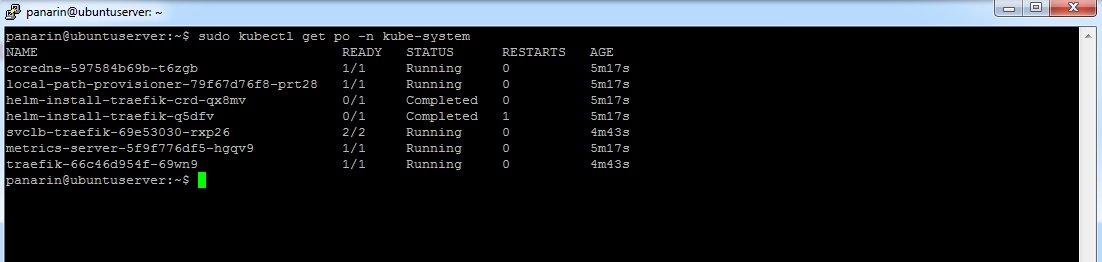 panarin@ubuntuserver: ~
panarin@ubuntuserver:~$ sudo kubectl get po -n kube-system
NAME                                      READY   STATUS      RESTARTS   AGE
coredns-597584b69b-t6zgb                  1/1     Running     0          5m17s
local-path-provisioner-79f67d76f8-prt28   1/1     Running     0          5m17s
helm-install-traefik-crd-qx8mv            0/1     Completed   0          5m17s
helm-install-traefik-q5dfv                0/1     Completed   1          5m17s
svclb-traefik-69e53030-rxp26              2/2     Running     0          4m43s
metrics-server-5f9f776df5-hgqv9           1/1     Running     0          5m17s
traefik-66c46d954f-69wn9                  1/1     Running     0          4m43s
panarin@ubuntuserver:~$